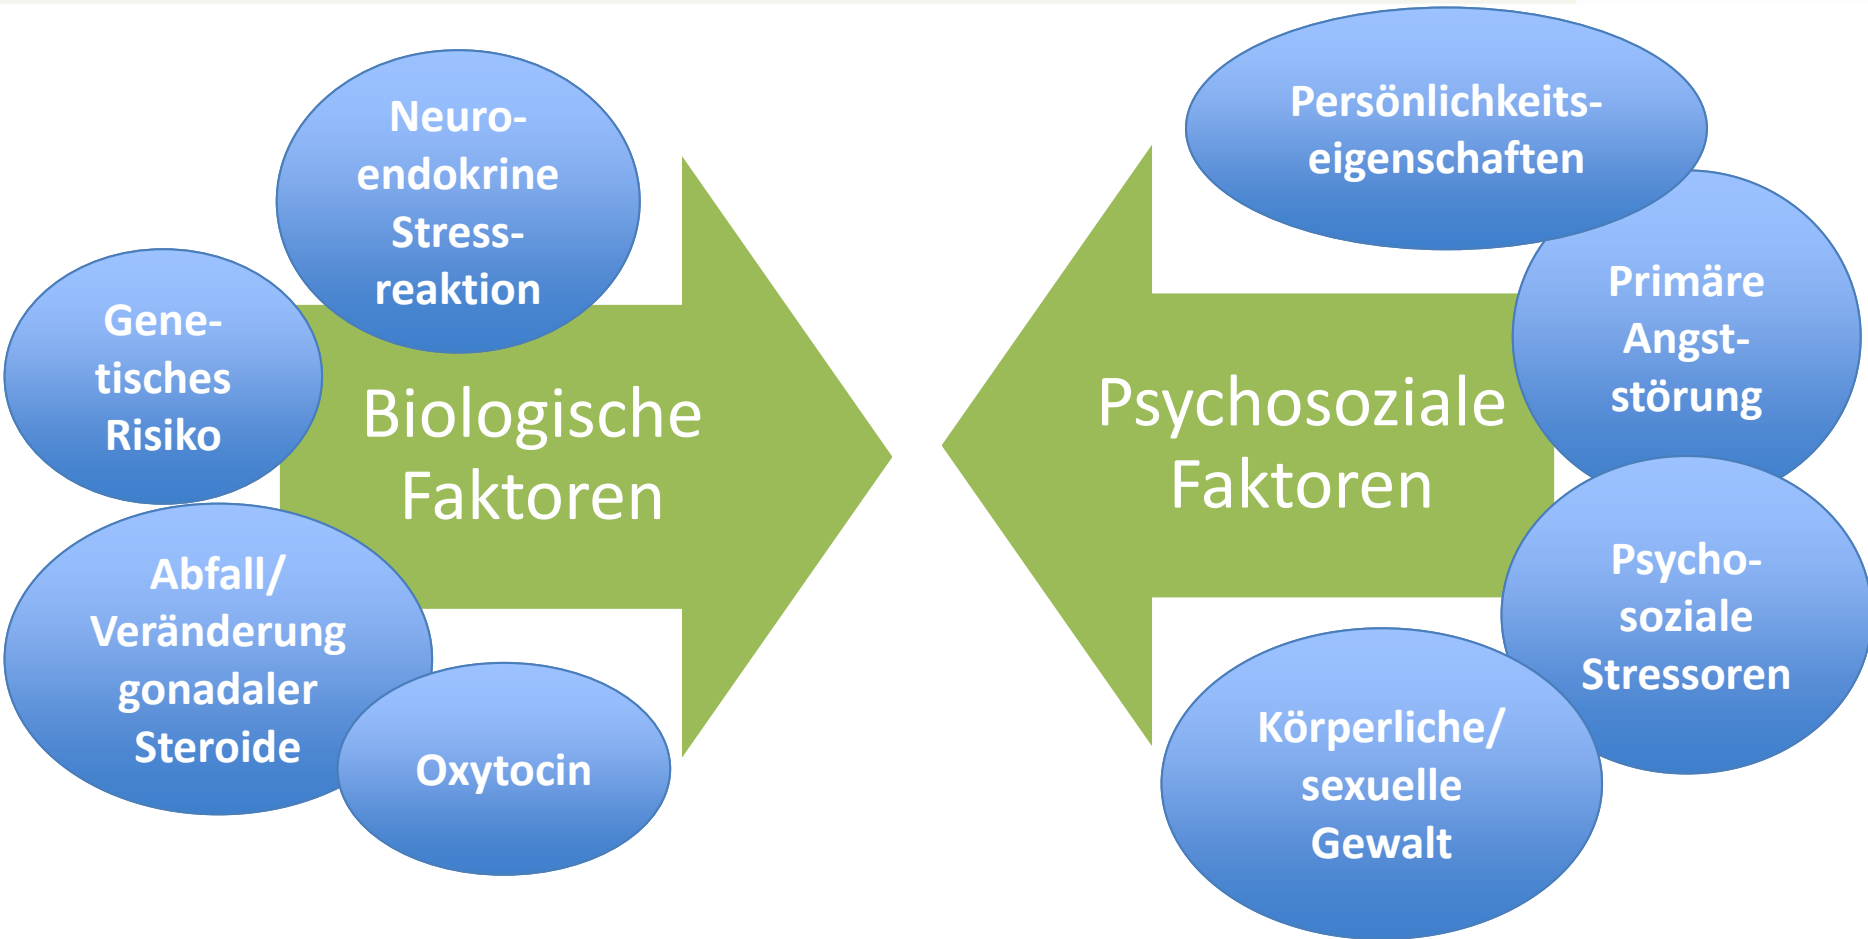 Neuro-
endokrine
Stress-
reaktion
Gene-
tisches
Risiko
Biologische
Faktoren
Abfall/
Veränderung
gonadaler
Steroide
Oxytocin
Persönlichkeits-
eigenschaften
Primäre
Angst-
störung
Psychosoziale
Faktoren
Psycho-
soziale
Stressoren
Körperliche/
sexuelle
Gewalt